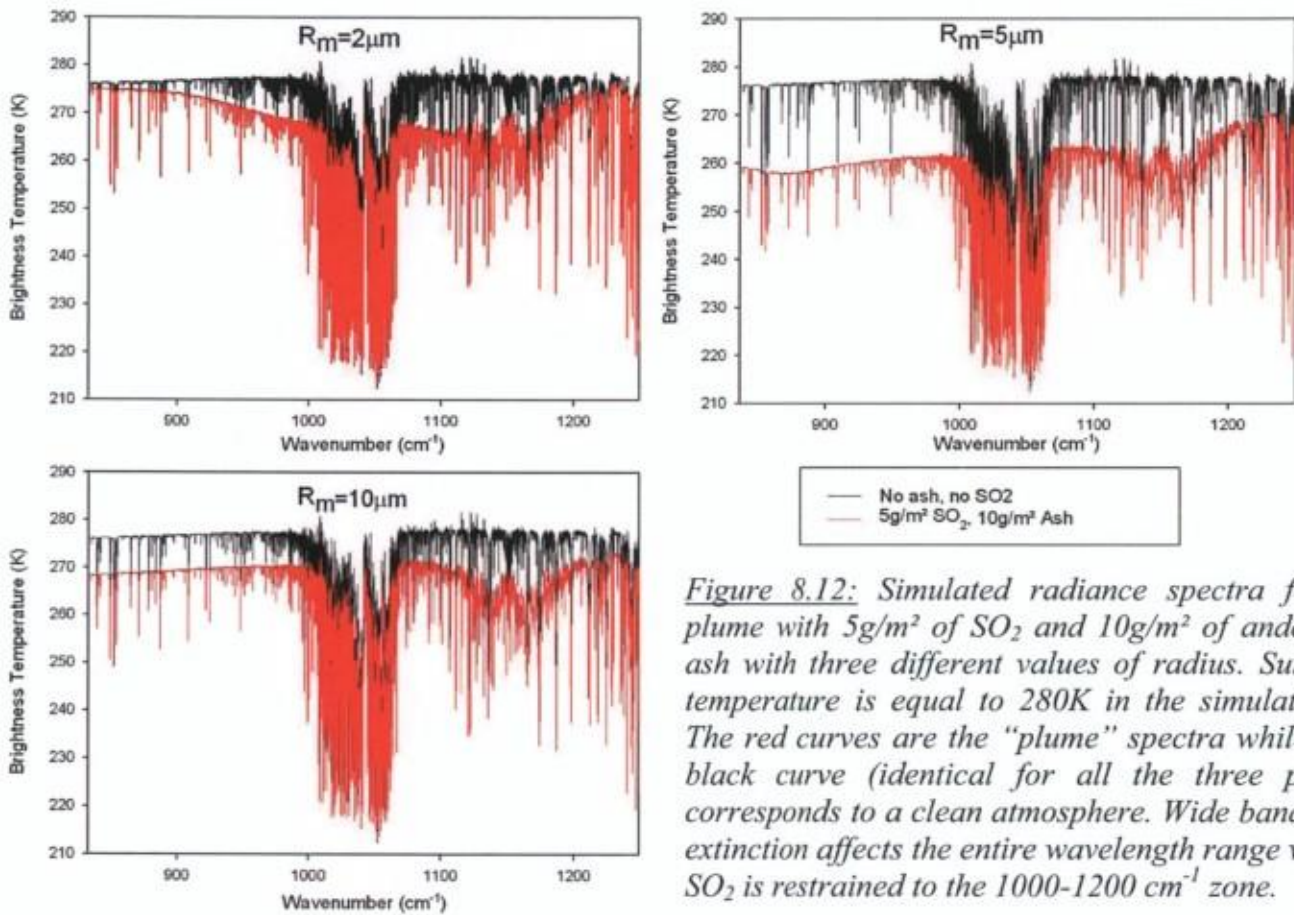 290
280
270
260
250
240
230
220
210
Brightness Temperature (K)
Rm=2μm
900
1000
1100
1200
Wavenumber (cm-1)
290
280
270
260
250
240
230
220
210
Brightness Temperature (K)
Rm=5μm
900
1000
1100
1200
Wavenumber (cm-1)
290
280
270
260
250
240
230
220
210
Brightness Temperature (K)
Rm=10μm
900
1000
1100
1200
Wavenumber (cm-1)
No ash, no SO2
5g/m² SO2, 10g/m² Ash
Figure 8.12: Simulated radiance spectra
plume with 5g/m² of SO2 and 10g/m² of
ash with three different values of radius.
temperature is equal to 280K in the
The red curves are the “plume” spectra
black curve (identical for all the three
corresponds to a clean atmosphere. Wide
extinction affects the entire wavelength range
SO2 is restrained to the 1000-1200 cm-1 zone.